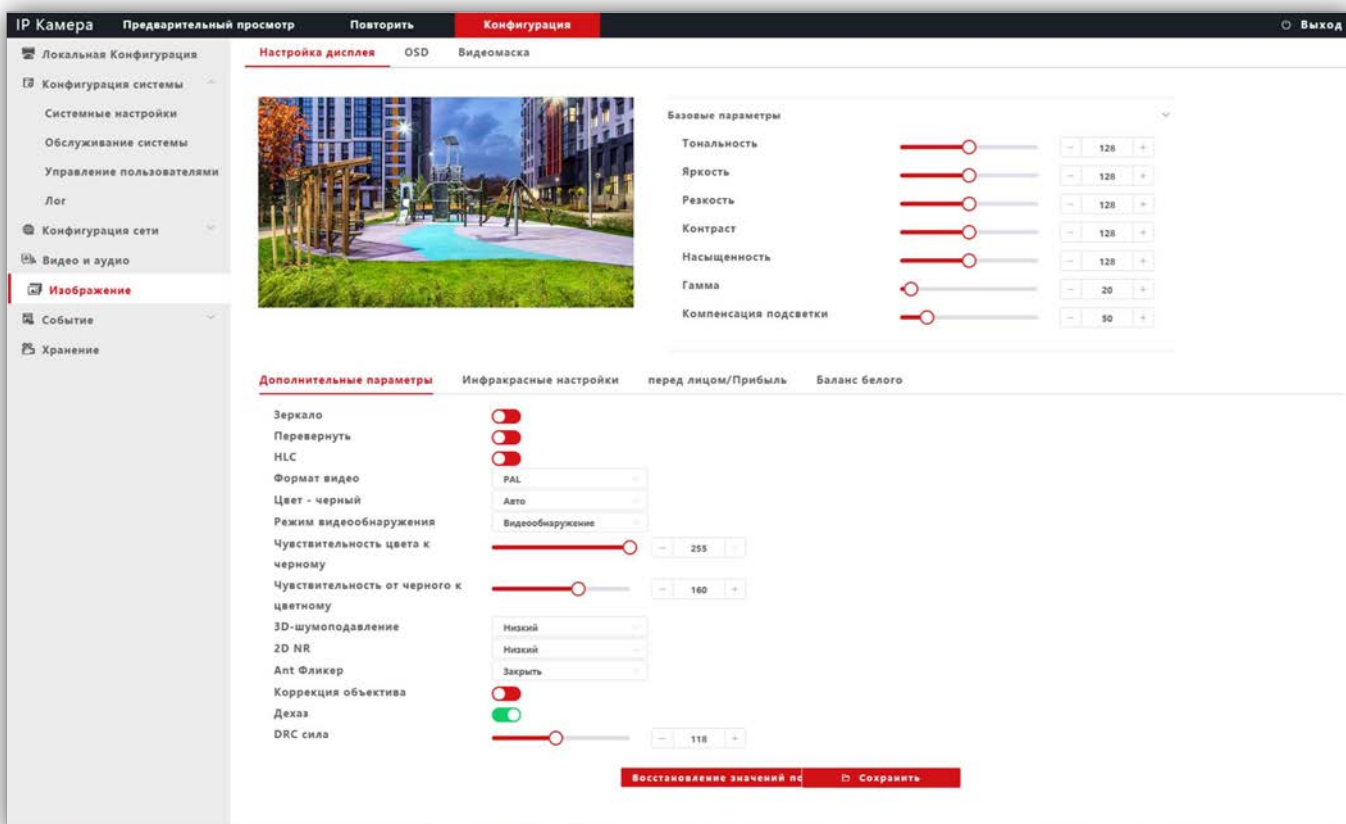 IP Камера Предварительный просмотр Повторить Конфигурация Выход
Локальная Конфигурация
Конфигурация системы
Системные настройки
Обслуживание системы
Управление пользователями
Лог
Конфигурация сети
Видео и аудио
Изображение
Событие
Хранение
Настройка дисплея OSD Видеомаска
Базовые параметры
Тональность 128
Яркость 128
Резкость 128
Контраст 128
Насыщенность 128
Гамма 20
Компенсация подсветки 50
Дополнительные параметры Инфракрасные настройки перед лицом/Прибыль Баланс белого
Зеркало
Перевернуть
HLC
Формат видео PAL
Цвет - черный Авто
Режим видеообнаружения Видеообнаружение
Чувствительность цвета к
черному 255
Чувствительность от черного к
цветному 160
3D-шумоподавление Низкий
2D NR Низкий
Ant Фликер Закрыть
Коррекция объектива
Дехаз
DRC сила 118
Восстановление значений по Сохранить